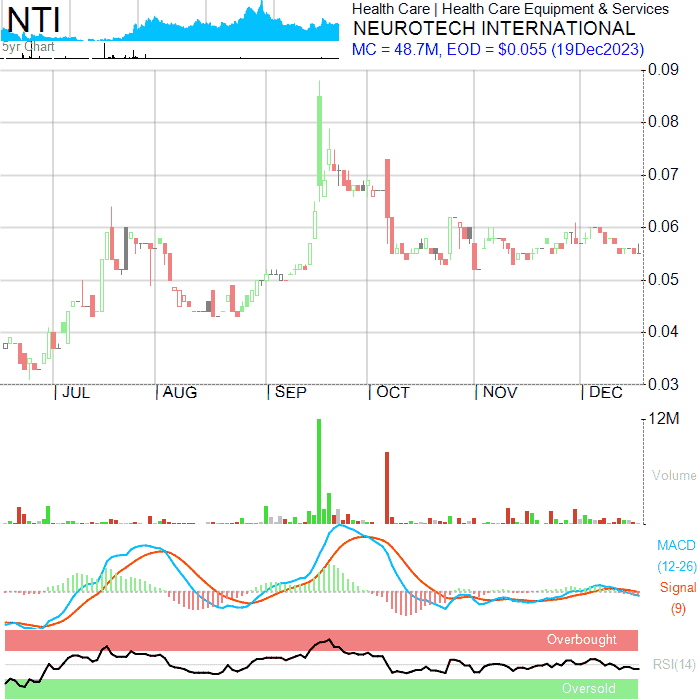 NTI
5yr Chart
Health Care | Health Care Equipment & Services
NEUROTECH INTERNATIONAL
MC = 48.7M, EOD = $0.055 (19Dec2023)
0.09
0.08
0.07
0.06
0.05
0.04
0.03
| JUL | AUG | SEP | OCT | NOV | DEC
12M
Volume
MACD
(12-26)
Signal
(9)
Overbought
RSI(14)
Oversold